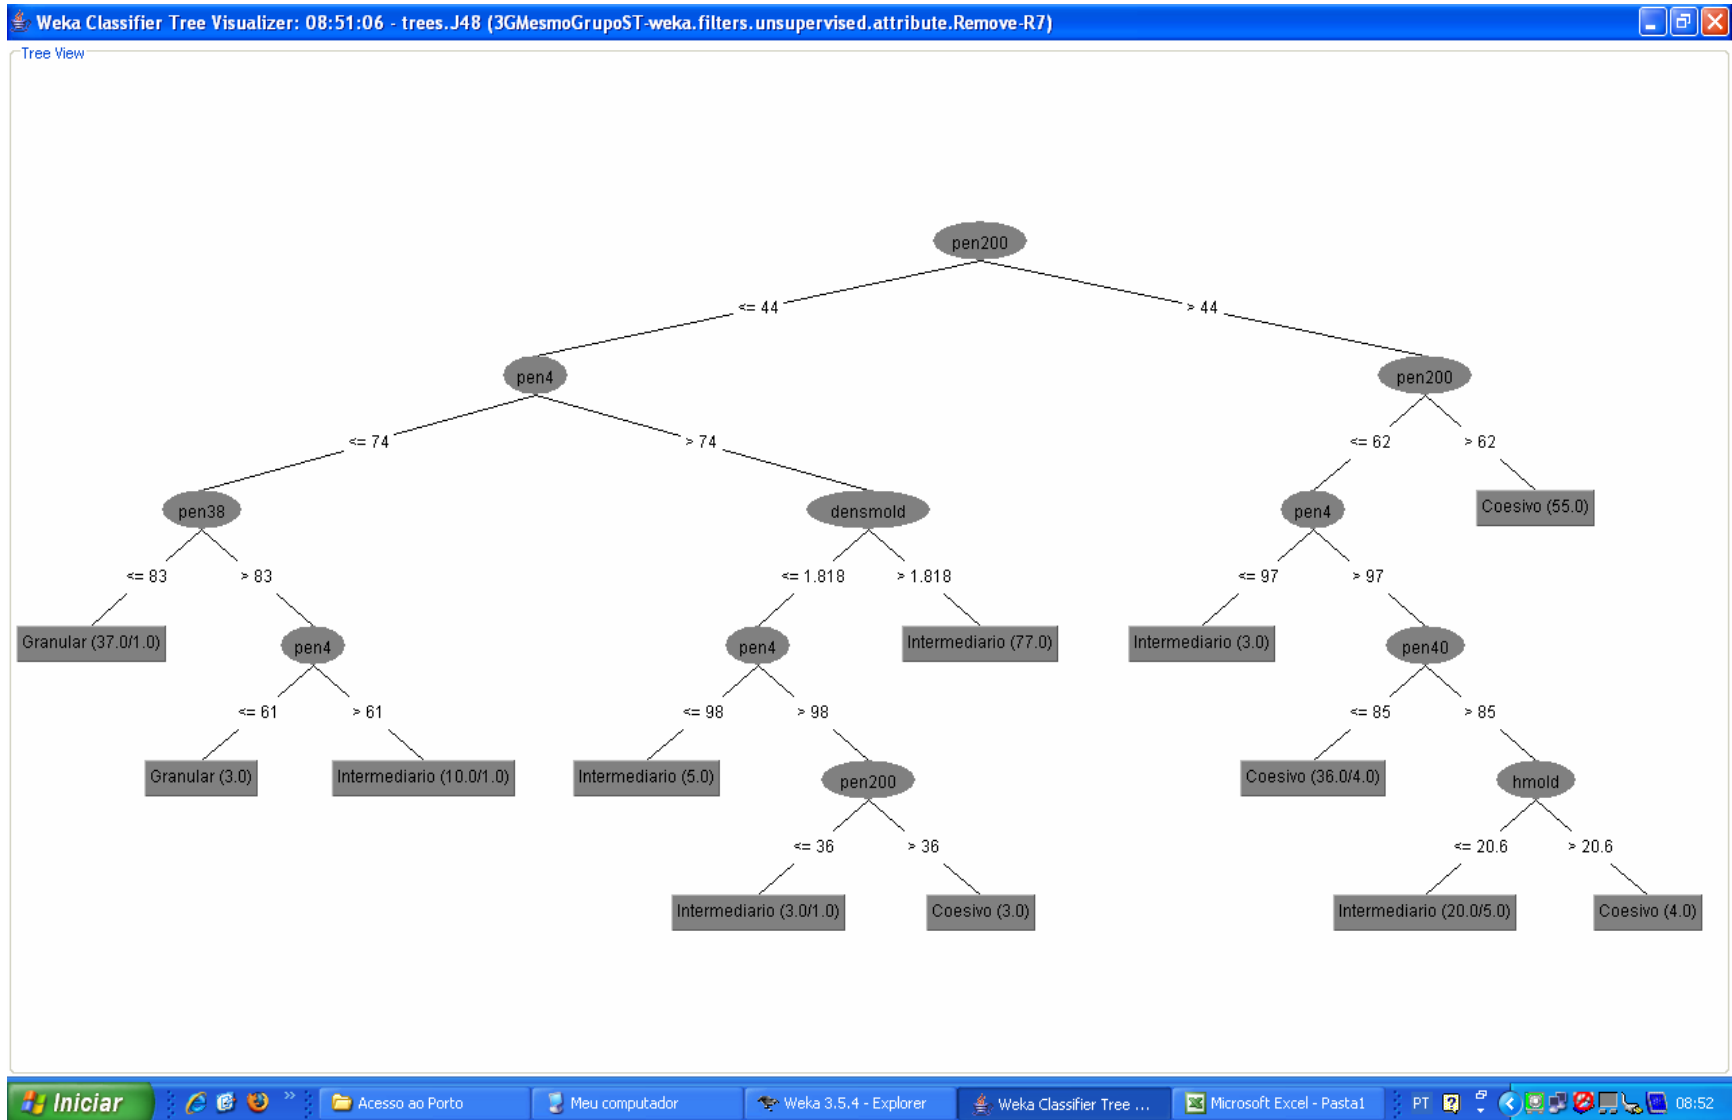 Weka Classifier Tree Visualizer: 08:51:06 - trees.J48 (3GMesmoGrupoST-weka.filters.unsupervised.attribute.Remove-R7)
Tree View
pen200
<= 44
> 44
pen4
pen200
<= 74
> 74
<= 62
> 62
pen38
densmold
pen4
Coesivo (55.0)
<= 83
> 83
<= 1.818
> 1.818
<= 97
> 97
Granular (37.0/1.0)
pen4
pen4
Intermediario (77.0)
Intermediario (3.0)
pen40
<= 61
> 61
<= 98
> 98
<= 85
> 85
Granular (3.0)
Intermediario (10.0/1.0)
Intermediario (5.0)
pen200
Coesivo (36.0/4.0)
hmold
<= 36
> 36
<= 20.6
> 20.6
Intermediario (3.0/1.0)
Coesivo (3.0)
Intermediario (20.0/5.0)
Coesivo (4.0)
Iniciar
Acesso ao Porto
Meu computador
Weka 3.5.4 - Explorer
Weka Classifier Tree ...
Microsoft Excel - Pasta1
PT
08:52